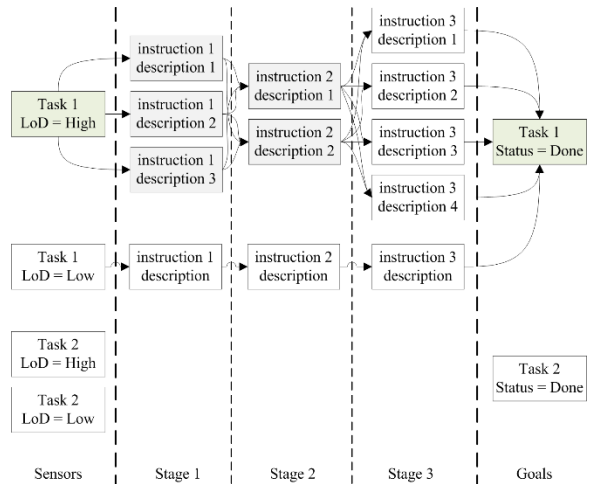 Task 1
LoD = High
instruction 1
description 1
instruction 1
description 2
instruction 1
description 3
instruction 2
description 1
instruction 2
description 2
instruction 3
description 1
instruction 3
description 2
instruction 3
description 3
instruction 3
description 4
Task 1
Status = Done
Task 1
LoD = Low
instruction 1
description
instruction 2
description
instruction 3
description
Task 2
LoD = High
Task 2
LoD = Low
Task 2
Status = Done
Sensors
Stage 1
Stage 2
Stage 3
Goals